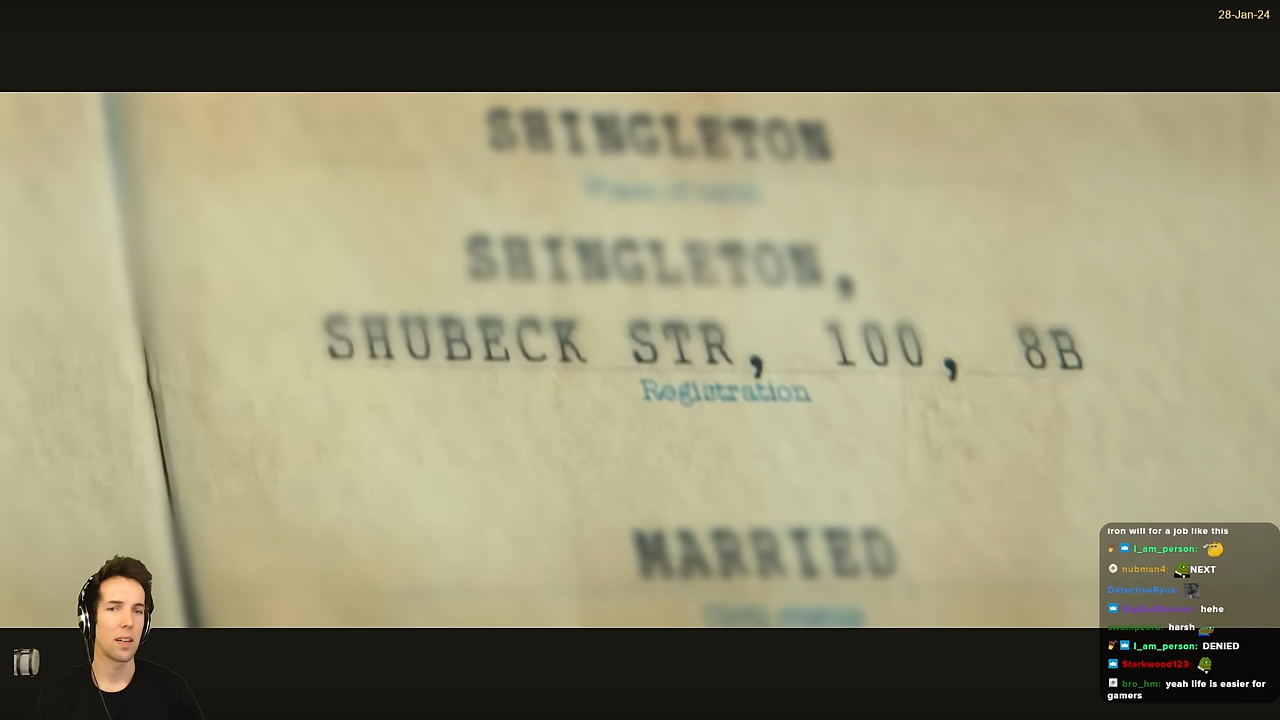 28-Jan-24
SHINGLETON
SHINGLETON,
SHUBECK STR, 100, 8B
Registration
MARRIED
iron will for a job like this
I_am_person:
nubman4: NEXT
DetectiveRyuk:
hehe
harsh
I_am_person: DENIED
Starkwood123:
bro_hm: yeah life is easier for
gamers